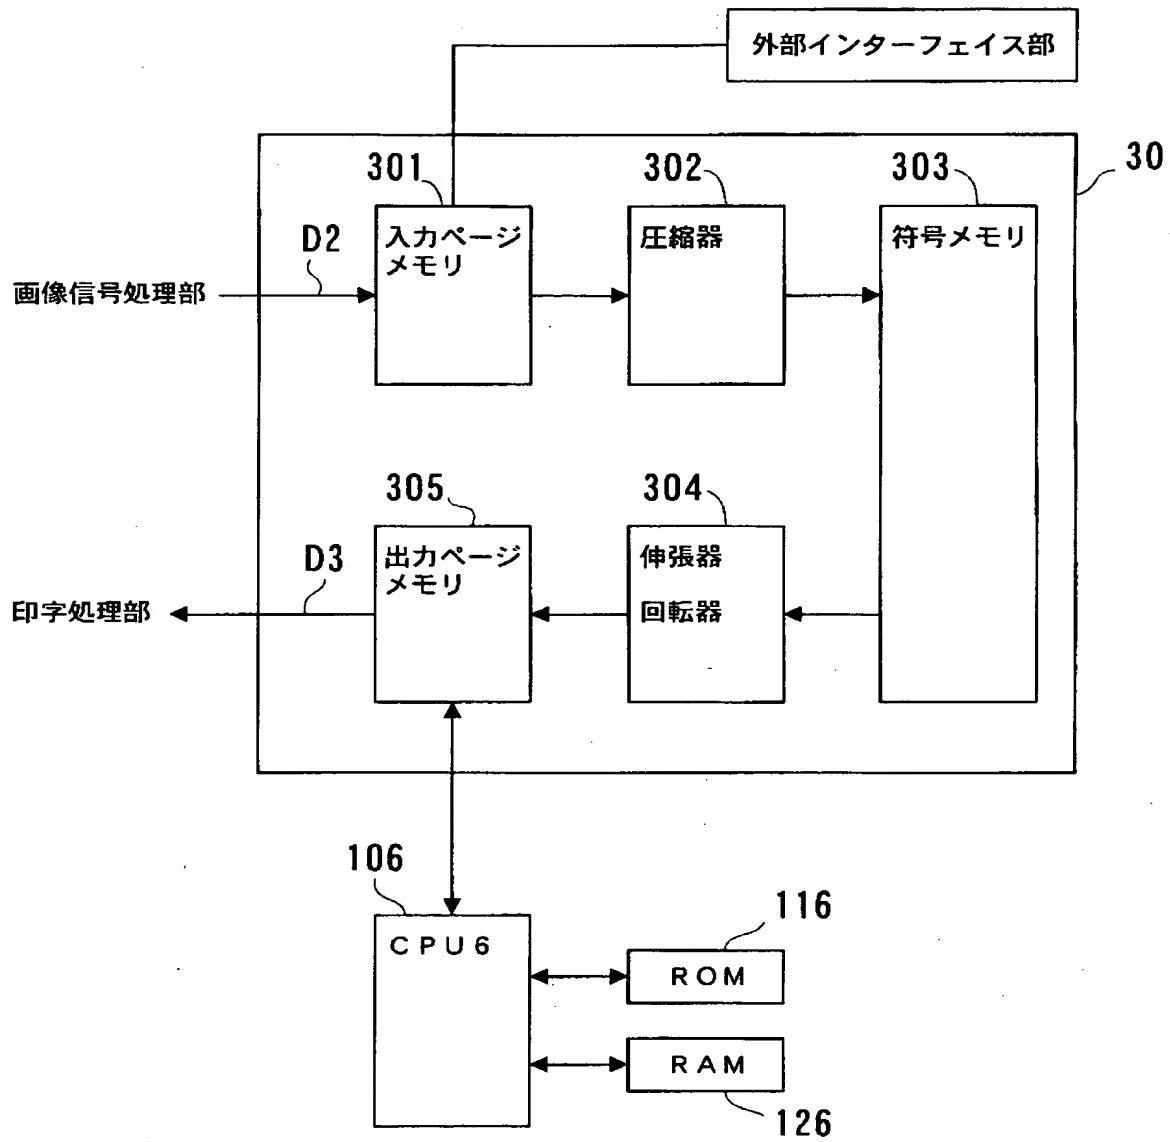 外部インターフェイス部
30
301
302
303
入力ページ
メモリ
圧縮器
符号メモリ
D2
画像信号処理部
305
304
出力ページ
メモリ
伸張器
回転器
D3
印字処理部
106
CPU6
116
ROM
RAM
126